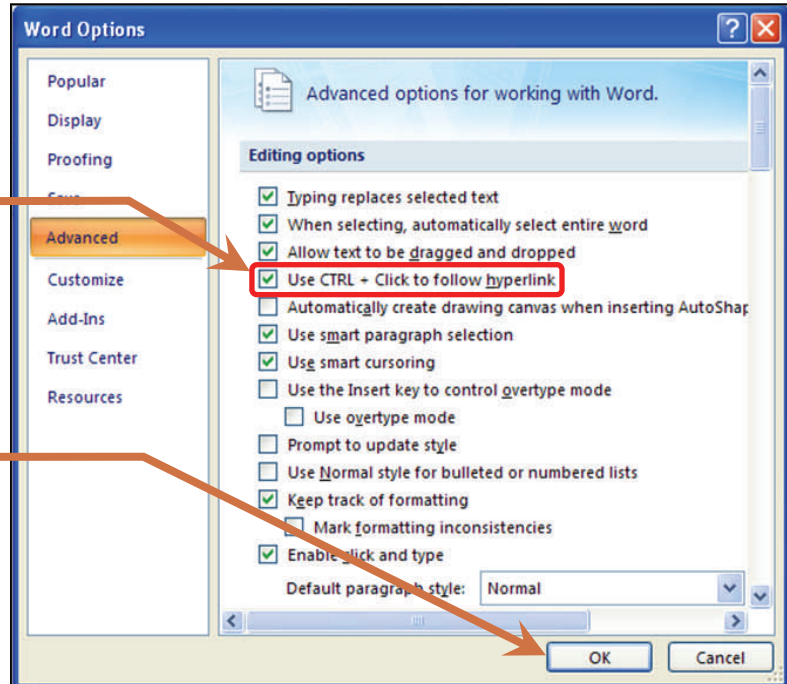 Word Options
Popular
Display
Proofing
Save
Advanced
Customize
Add-Ins
Trust Center
Resources
Advanced options for working with Word.
Editing options
Typing replaces selected text
When selecting, automatically select entire word
Allow text to be dragged and dropped
Use CTRL + Click to follow hyperlink
Automatically create drawing canvas when inserting AutoShap
Use smart paragraph selection
Use smart cursoring
Use the Insert key to control overtype mode
Use overtype mode
Prompt to update style
Use Normal style for bulleted or numbered lists
Keep track of formatting
Mark formatting inconsistencies
Enable click and type
Default paragraph style: Normal
OK Cancel